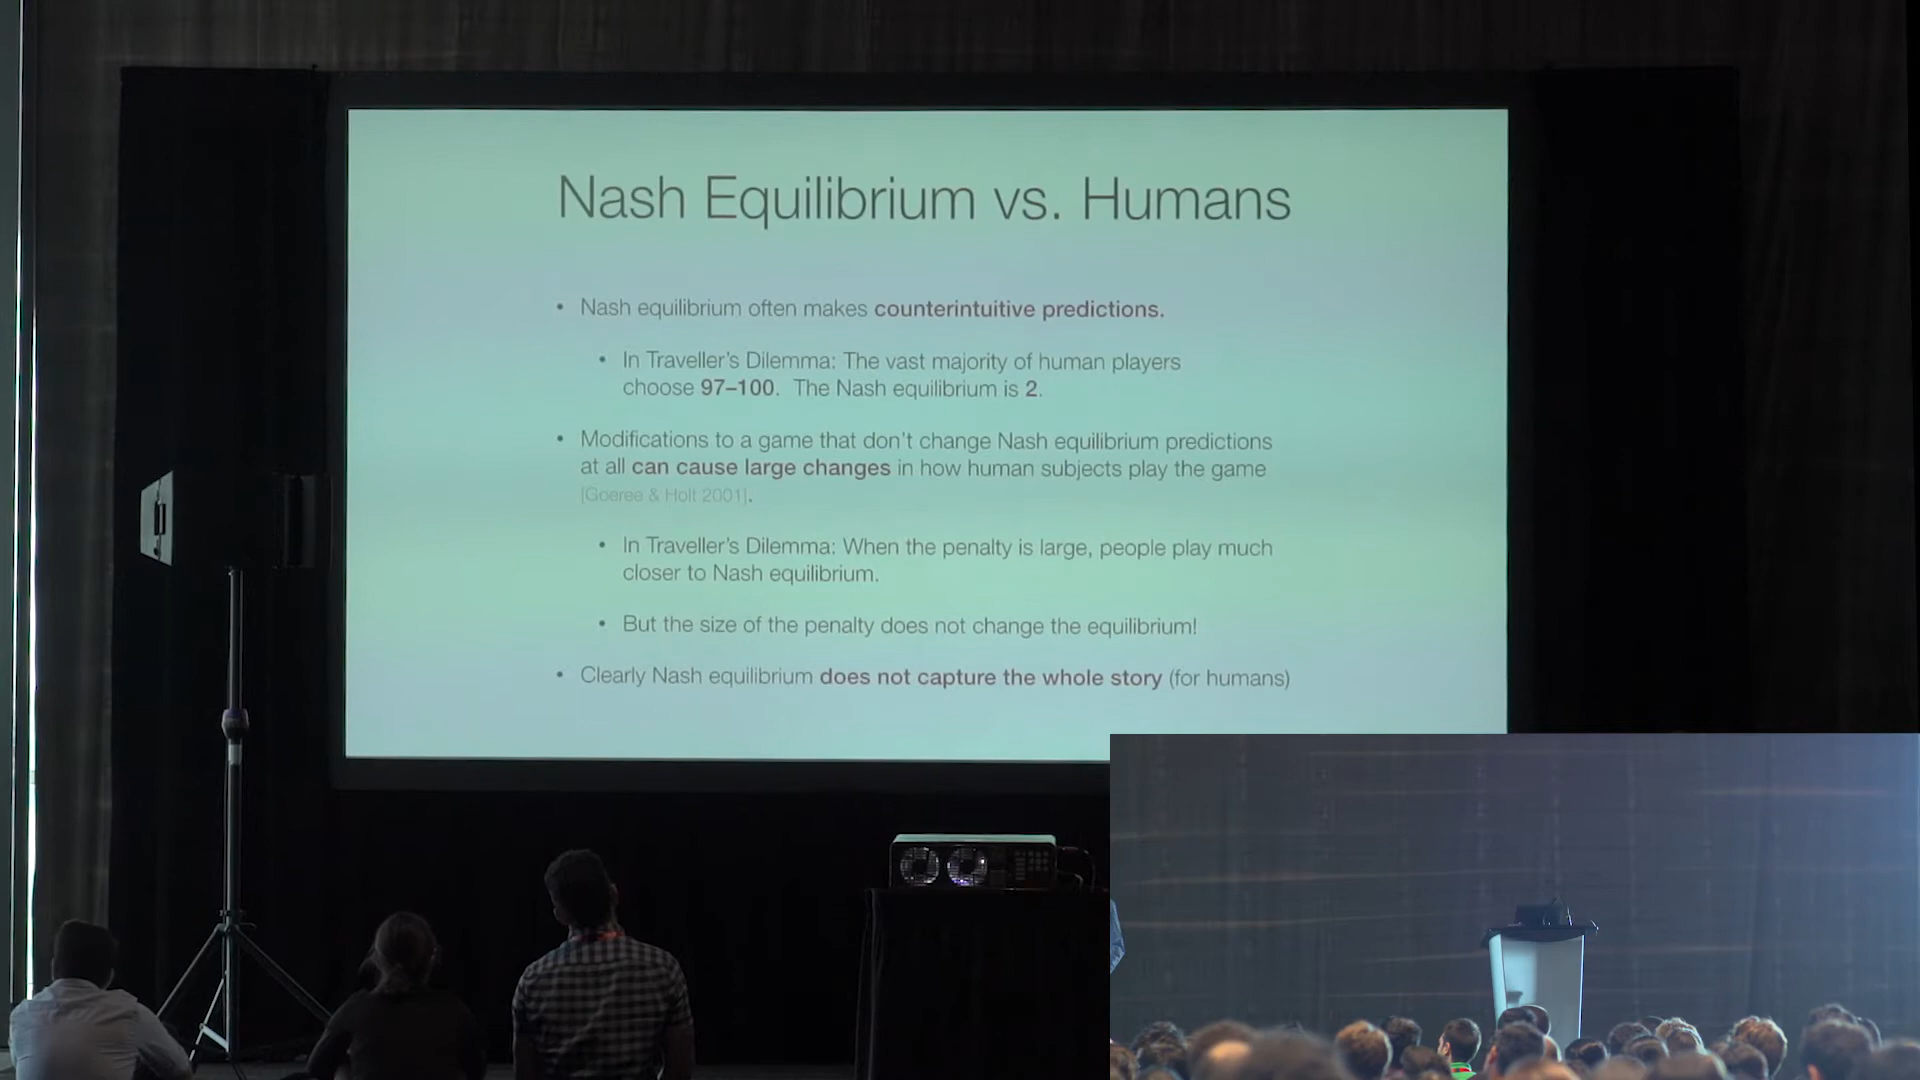 Nash Equilibrium vs. Humans
• Nash equilibrium often makes counterintuitive predictions.
• In Traveller's Dilemma: The vast majority of human players
choose 97–100. The Nash equilibrium is 2.
• Modifications to a game that don't change Nash equilibrium predictions
at all can cause large changes in how human subjects play the game
[Goeree & Holt 2001].
• In Traveller's Dilemma: When the penalty is large, people play much
closer to Nash equilibrium.
• But the size of the penalty does not change the equilibrium!
• Clearly Nash equilibrium does not capture the whole story (for humans)